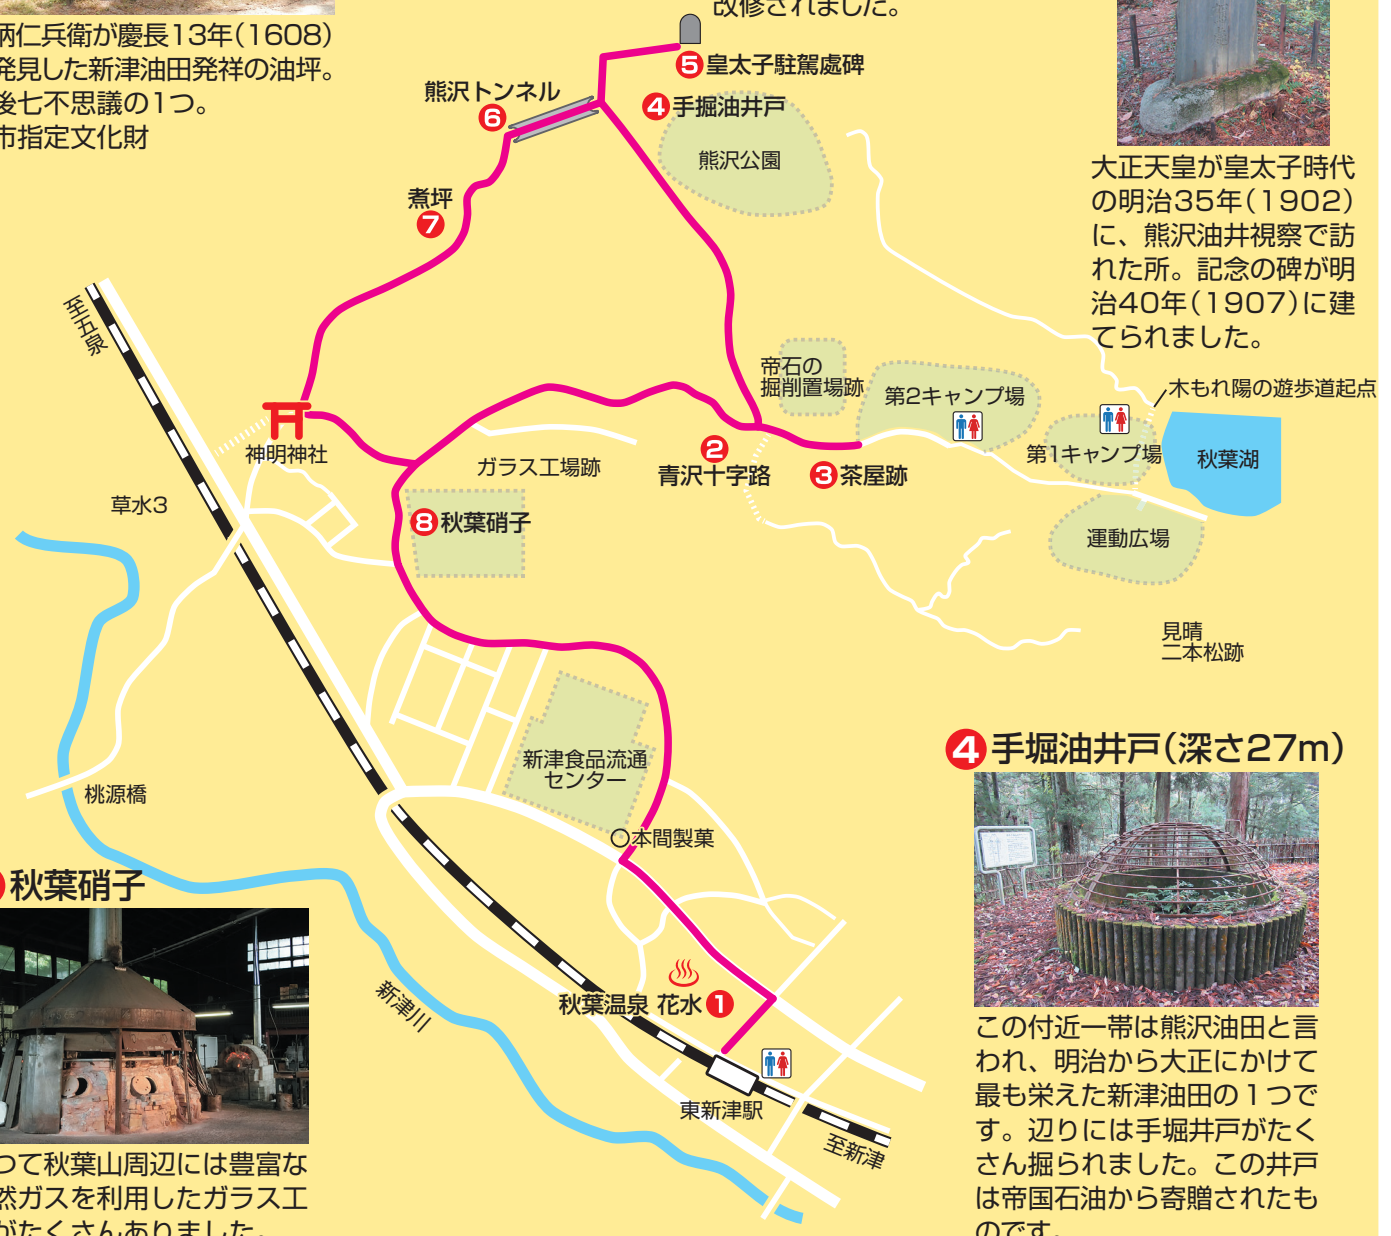 柄仁兵衛が慶長13年(1608)
発見した新津油田発祥の油坪。
後七不思議の1つ。
市指定文化財
改修されました。
5 皇太子駐駕處碑
熊沢トンネル
6
4 手掘油井戸
熊沢公園
煮坪
7
大正天皇が皇太子時代
の明治35年(1902)
に、熊沢油井視察で訪
れた所。記念の碑が明
治40年(1907)に建
てられました。
至五泉
帝石の
掘削置場跡
第2キャンプ場
木もれ陽の遊歩道起点
第1キャンプ場
秋葉湖
神明神社
ガラス工場跡
2
青沢十字路
3 茶屋跡
草水3
8 秋葉硝子
運動広場
見晴
二本松跡
新津食品流通
センター
桃源橋
〇本間製菓
4 手堀油井戸(深さ27m)
秋葉硝子
新津川
秋葉温泉 花水 1
東新津駅
至新津
この付近一帯は熊沢油田と言
われ、明治から大正にかけて
最も栄えた新津油田の1つで
す。辺りには手堀井戸がたく
さん掘られました。この井戸
は帝国石油から寄贈されたも
のです。
つて秋葉山周辺には豊富な
然ガスを利用したガラス工
がたくさんありました。